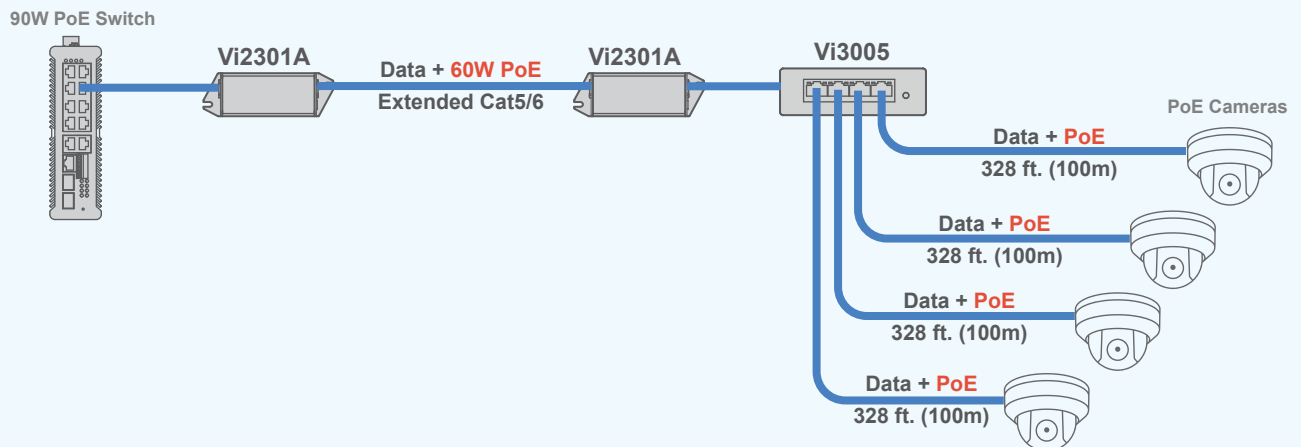 90W PoE Switch
Vi2301A
Data + 60W PoE
Extended Cat5/6
Vi2301A
Vi3005
PoE Cameras
Data + PoE
328 ft. (100m)
Data + PoE
328 ft. (100m)
Data + PoE
328 ft. (100m)
Data + PoE
328 ft. (100m)